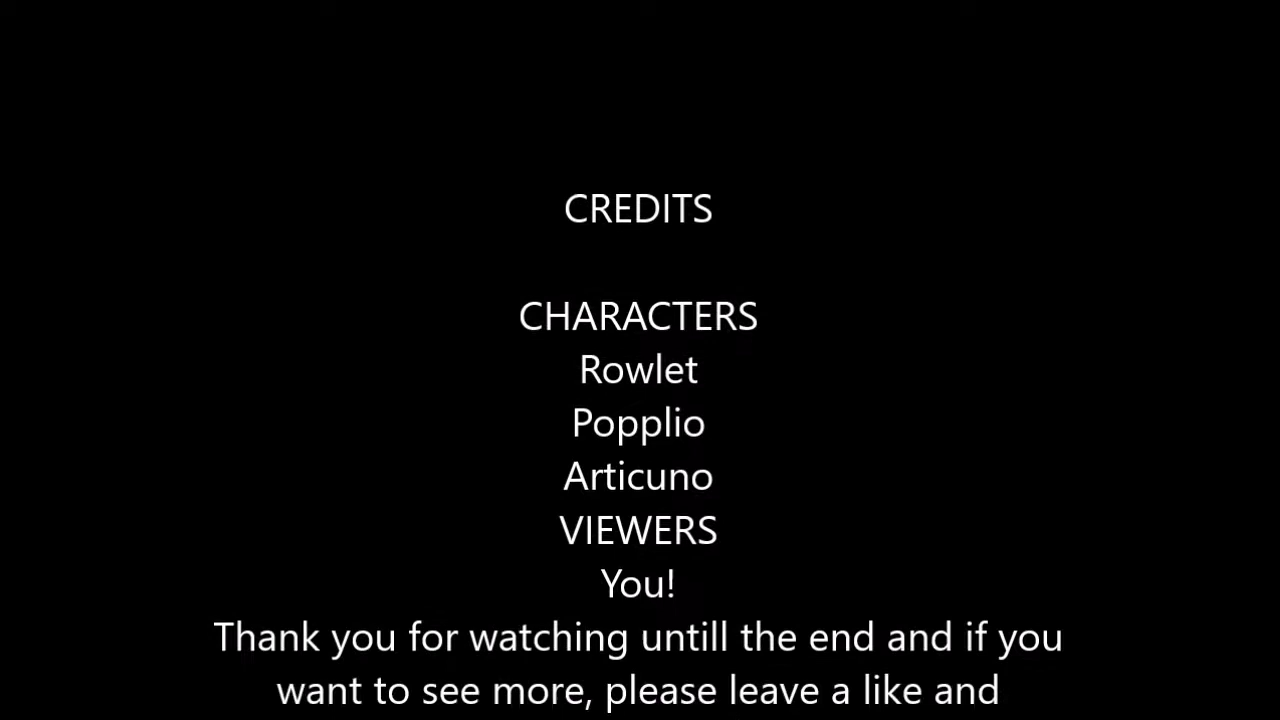 CREDITS
CHARACTERS
Rowlet
Popplio
Articuno
VIEWERS
You!
Thank you for watching untill the end and if you
want to see more, please leave a like and